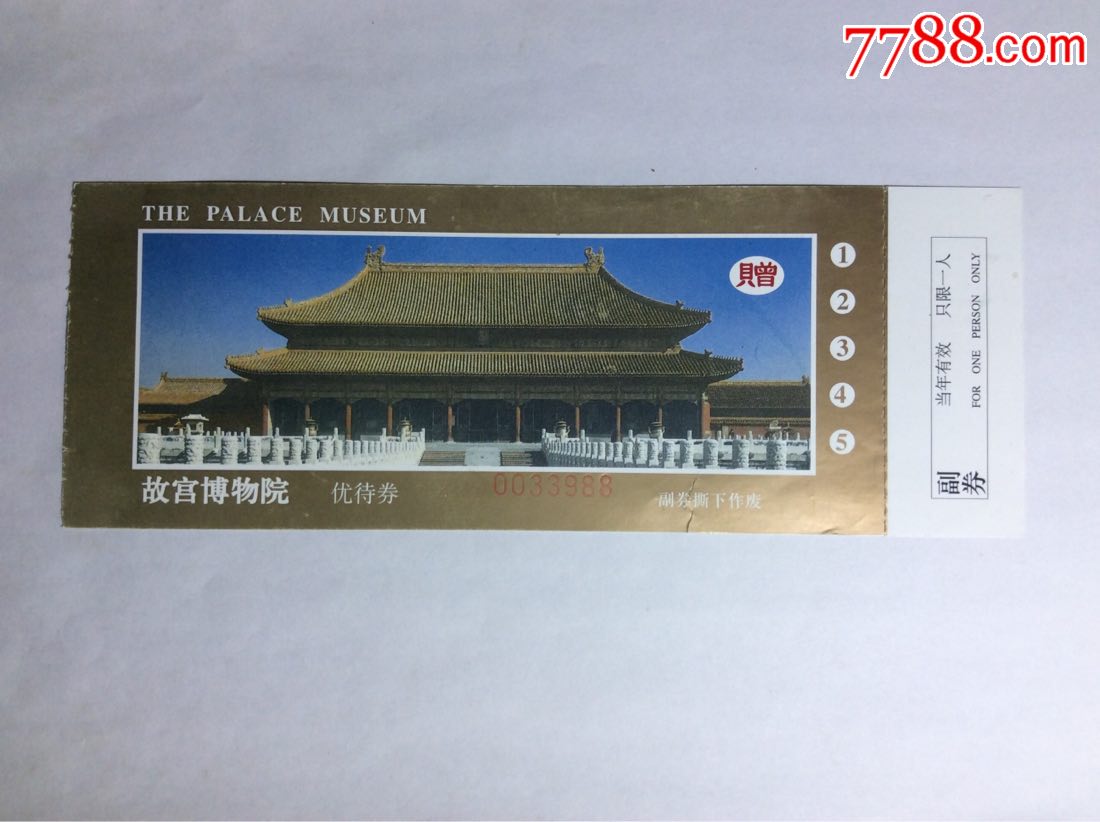 7788.com
THE PALACE MUSEUM
贈
1
2
3
4
5
故宫博物院 优待券 0033988 副券撕下作废
当年有效 只限一人
FOR ONE PERSON ONLY
副券